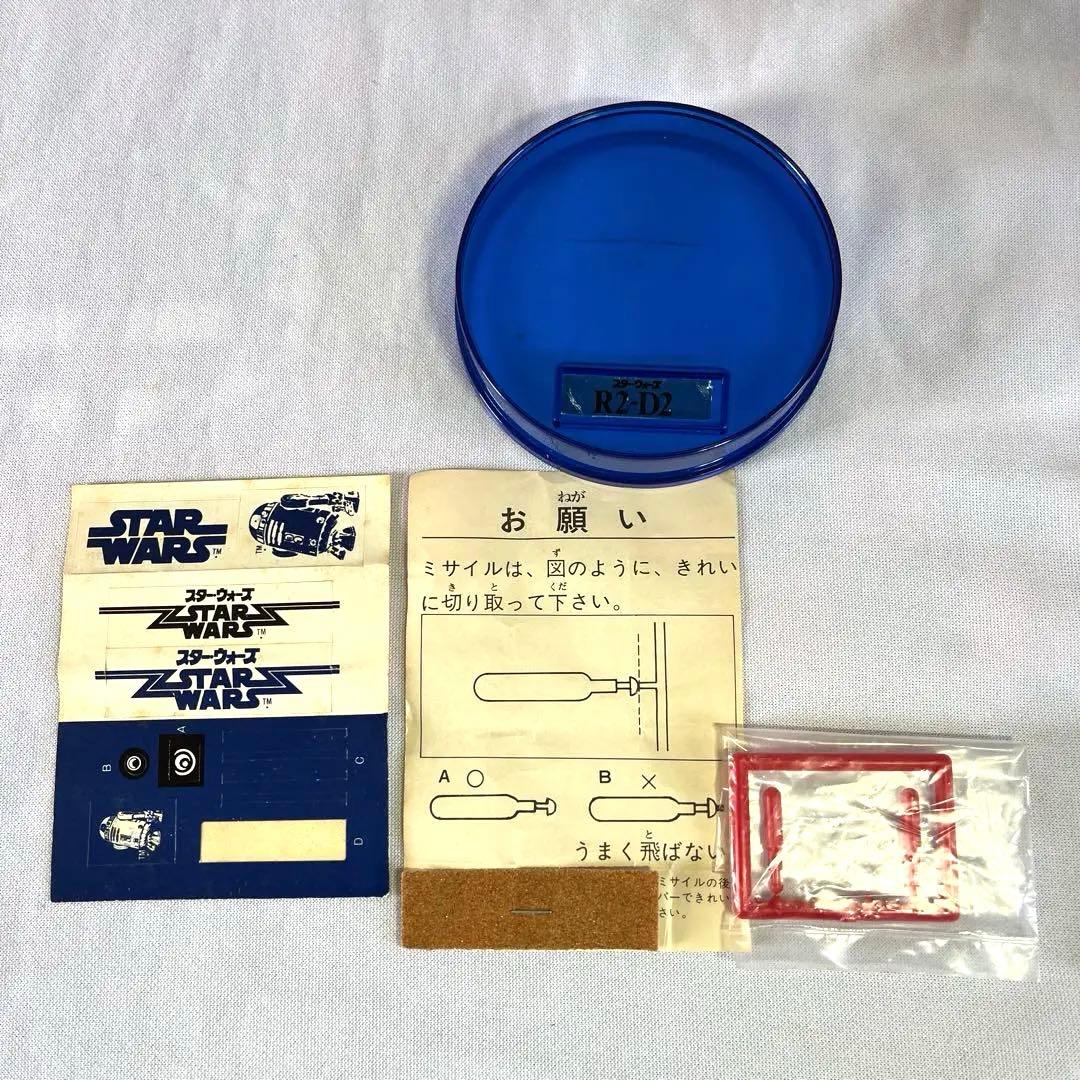 スター・ウォーズ
R2-D2
STAR
WARS™
TM
スター・ウォーズ
STAR
WARS™
スター・ウォーズ
STAR
WARS™
A
B
C
D
TM
ねが
お願い
ず
ミサイルは、図のように、きれい
き と くだ
に切り取って下さい。
A ○ B ×
と
うまく飛ばない
ミサイルの後
パーできれい
さい。